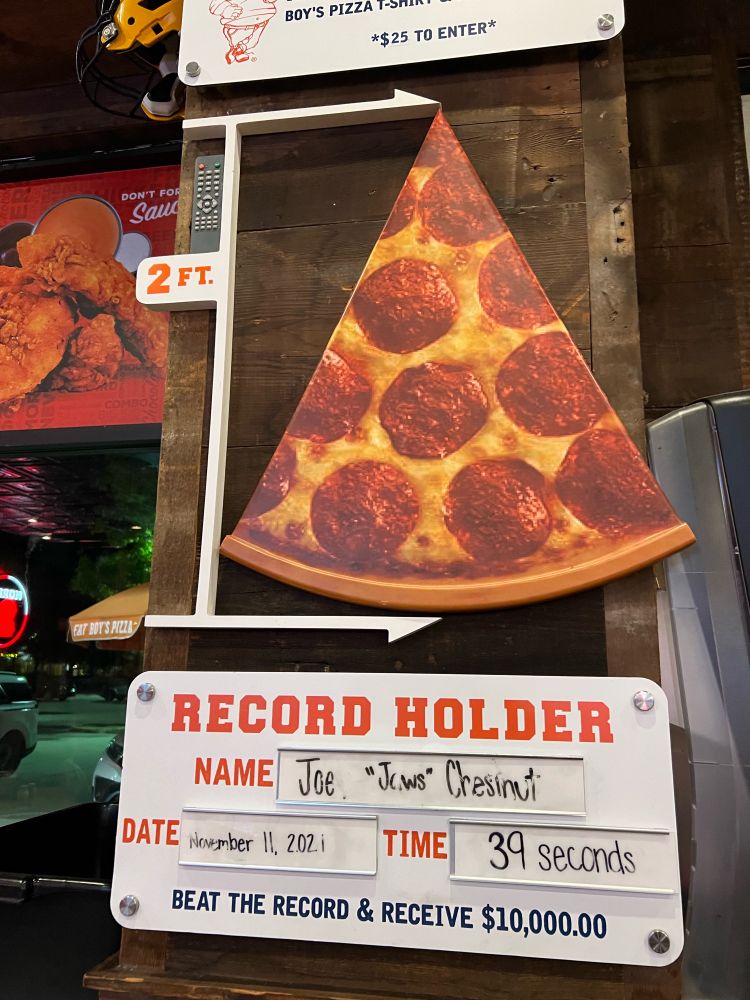 BOY'S PIZZA T-SHIRT
*$25 TO ENTER*
DON'T FOR
Sauc
2 FT.
FAT BOY'S PIZZA
RECORD HOLDER
NAME Joe "Jaws" Chestnut
DATE November 11, 2021 TIME 39 seconds
BEAT THE RECORD & RECEIVE $10,000.00